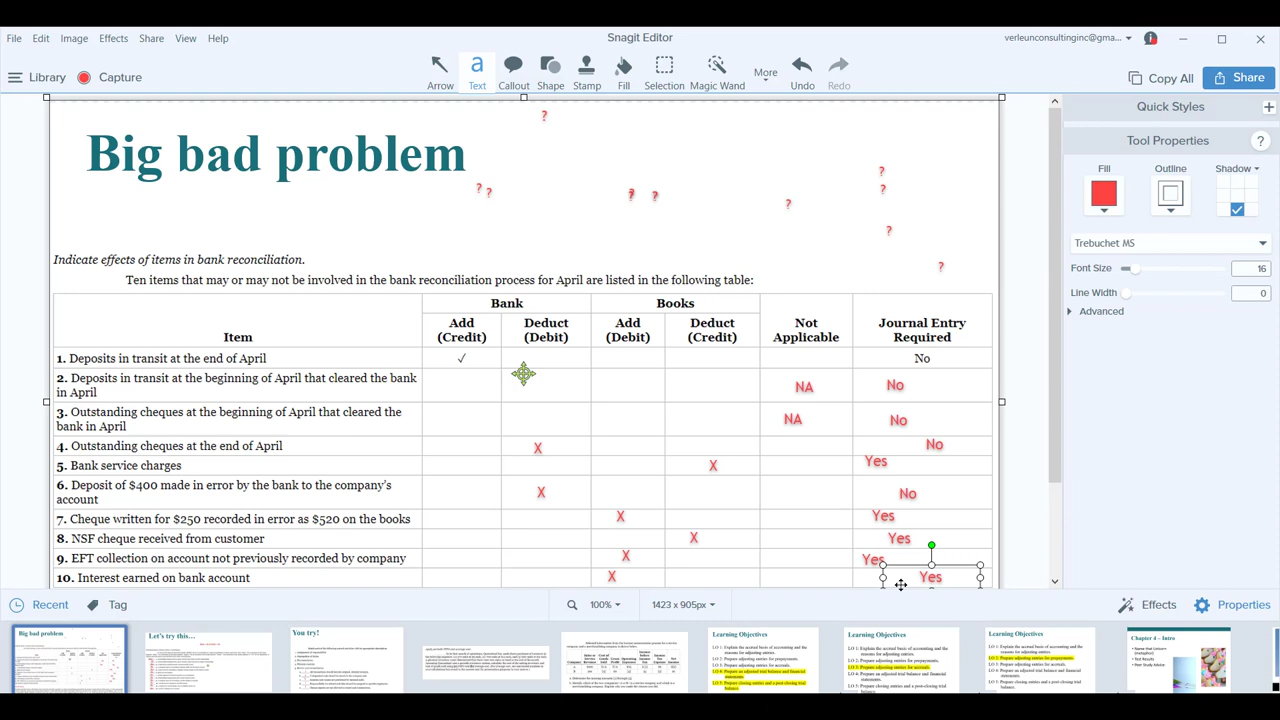 Snagit Editor
File Edit Image Effects Share View Help
verleunconsultinginc@gma...
Library Capture
Arrow Text Callout Shape Stamp Fill Selection Magic Wand More Undo Redo
Copy All Share
Quick Styles
Tool Properties ?
Fill Outline Shadow
Trebuchet MS
Font Size 16
Line Width 0
Advanced
?
Big bad problem
?
?
? ? ? ? ?
?
?
Indicate effects of items in bank reconciliation.
Ten items that may or may not be involved in the bank reconciliation process for April are listed in the following table:
Bank Books
Item Add (Credit) Deduct (Debit) Add (Debit) Deduct (Credit) Not Applicable Journal Entry Required
1. Deposits in transit at the end of April ✓ No
2. Deposits in transit at the beginning of April that cleared the bank
in April NA No
3. Outstanding cheques at the beginning of April that cleared the
bank in April NA No
4. Outstanding cheques at the end of April X No
5. Bank service charges X Yes
6. Deposit of $400 made in error by the bank to the company's
account X No
7. Cheque written for $250 recorded in error as $520 on the books X Yes
8. NSF cheque received from customer X Yes
9. EFT collection on account not previously recorded by company X Yes
10. Interest earned on bank account X Yes
Recent Tag 100% 1423 x 905px Effects Properties
Big bad problem
Let's try this...
You try!
Learning Objectives
Learning Objectives
Learning Objectives
Chapter 4 – Intro